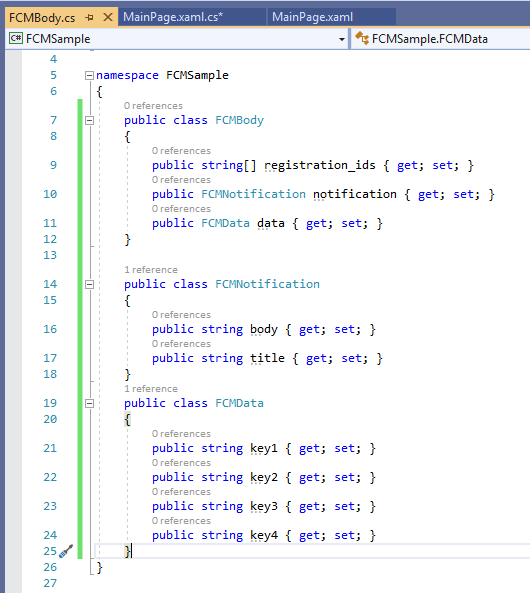 FCMBody.cs MainPage.xaml.cs* MainPage.xaml
C# FCMSample FCMSample.FCMData
4
5 namespace FCMSample
6 {
0 references
7 public class FCMBody
8 {
0 references
9 public string[] registration_ids { get; set; }
0 references
10 public FCMNotification notification { get; set; }
0 references
11 public FCMData data { get; set; }
12 }
13
1 reference
14 public class FCMNotification
15 {
0 references
16 public string body { get; set; }
0 references
17 public string title { get; set; }
18 }
1 reference
19 public class FCMData
20 {
0 references
21 public string key1 { get; set; }
0 references
22 public string key2 { get; set; }
0 references
23 public string key3 { get; set; }
0 references
24 public string key4 { get; set; }
25 }
26 }
27